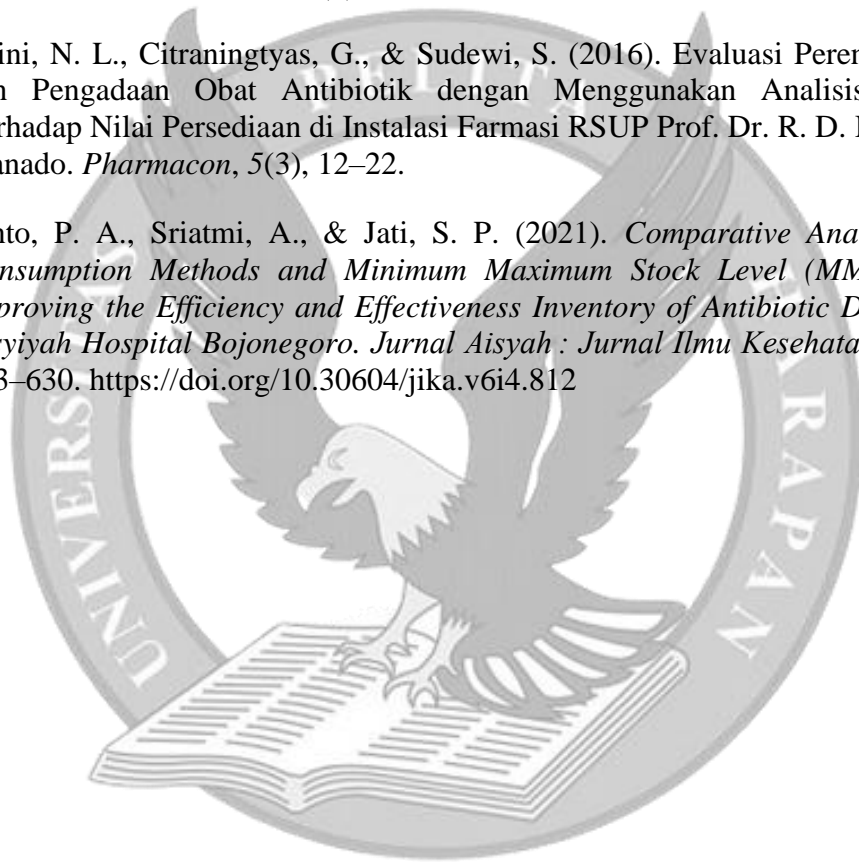 ini, N. L., Citraningtyas, G., & Sudewi, S. (2016). Evaluasi Peren
n Pengadaan Obat Antibiotik dengan Menggunakan Analisis
rhadap Nilai Persediaan di Instalasi Farmasi RSUP Prof. Dr. R. D.
anado. Pharmacon, 5(3), 12–22.
nto, P. A., Sriatmi, A., & Jati, S. P. (2021). Comparative Ana
nsumption Methods and Minimum Maximum Stock Level (MM
proving the Efficiency and Effectiveness Inventory of Antibiotic D
yiyah Hospital Bojonegoro. Jurnal Aisyah : Jurnal Ilmu Kesehata
3–630. https://doi.org/10.30604/jika.v6i4.812
UNIVERSITAS PELITA HARAPAN